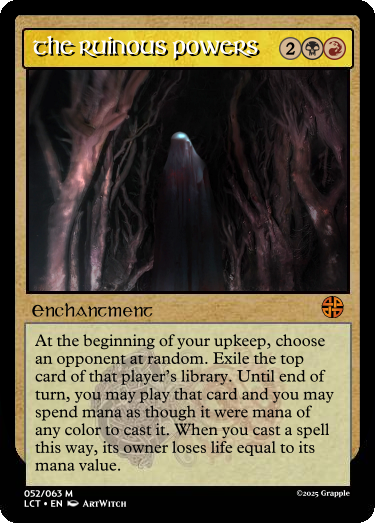 The Ruinous Powers 2
Enchantment
At the beginning of your upkeep, choose
an opponent at random. Exile the top
card of that player's library. Until end of
turn, you may play that card and you may
spend mana as though it were mana of
any color to cast it. When you cast a spell
this way, its owner loses life equal to its
mana value.
052/063 M
LCT • EN ArtWitch
©2025 Grapple